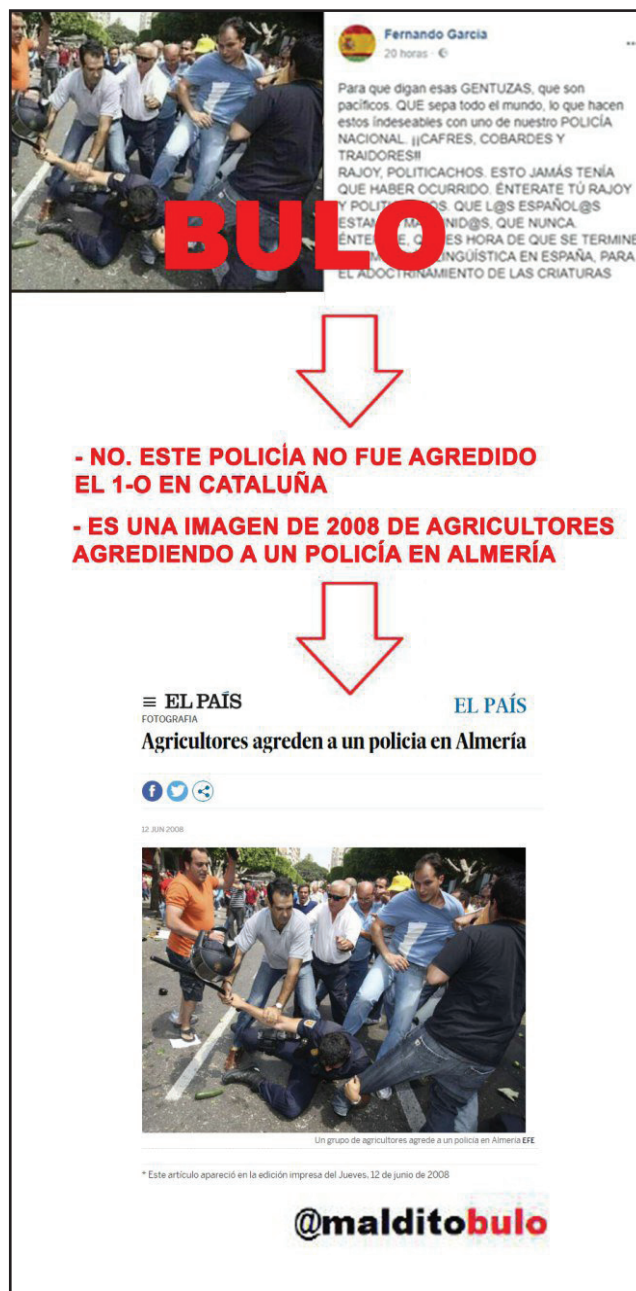 Fernando Garcia
20 horas ·
Para que digan esas GENTUZAS, que son
pacíficos. QUE sepa todo el mundo, lo que hacen
estos indeseables con uno de nuestro POLICÍA
NACIONAL. ¡¡CAFRES, COBARDES Y
TRAIDORES!!
RAJOY, POLITICACHOS. ESTO JAMÁS TENÍA
QUE HABER OCURRIDO. ÉNTERATE TÚ RAJOY
Y
QUE L@S ESPAÑOL@S
QUE NUNCA.
ES HORA DE QUE SE TERMINE
LINGÜÍSTICA EN ESPAÑA, PARA
EL ADOCTRINAMIENTO DE LAS CRIATURAS
BULO
- NO. ESTE POLICÍA NO FUE AGREDIDO
EL 1-O EN CATALUÑA
- ES UNA IMAGEN DE 2008 DE AGRICULTORES
AGREDIENDO A UN POLICÍA EN ALMERÍA
≡ EL PAÍS
EL PAÍS
FOTOGRAFIA
Agricultores agreden a un policia en Almería
12 JUN 2008
Un grupo de agricultores agrede a un policia en Almeria EFE
* Este artículo apareció en la edición impresa del Jueves, 12 de junio de 2008
@malditobulo